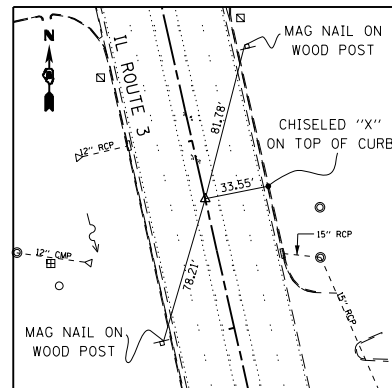 MAG NAIL ON
WOOD POST
N
IL ROUTE 3
81.78'
CHISELED "X"
ON TOP OF CURB
12" RCP
33.55'
15" RCP
12" CMP
78.21'
15" RCP
MAG NAIL ON
WOOD POST